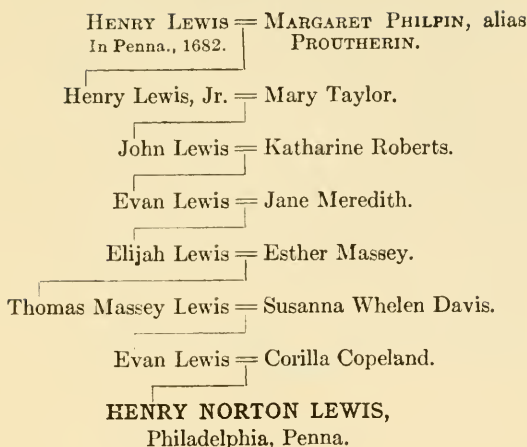 HENRY LEWIS = MARGARET PHILPIN, alias
In Penna., 1682. PROUTHERIN.
Henry Lewis, Jr. = Mary Taylor.
John Lewis = Katharine Roberts.
Evan Lewis = Jane Meredith.
Elijah Lewis = Esther Massey.
Thomas Massey Lewis = Susanna Whelen Davis.
Evan Lewis = Corilla Copeland.
HENRY NORTON LEWIS,
Philadelphia, Penna.